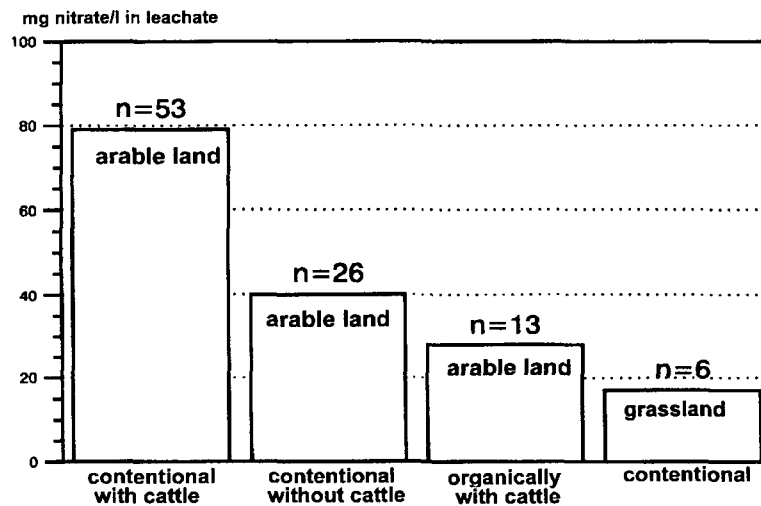 mg nitrate/l in leachate
100
80
60
40
20
0
n=53
arable land
n=26
arable land
n=13
arable land
n=6
grassland
contentional
with cattle
contentional
without cattle
organically
with cattle
contentional